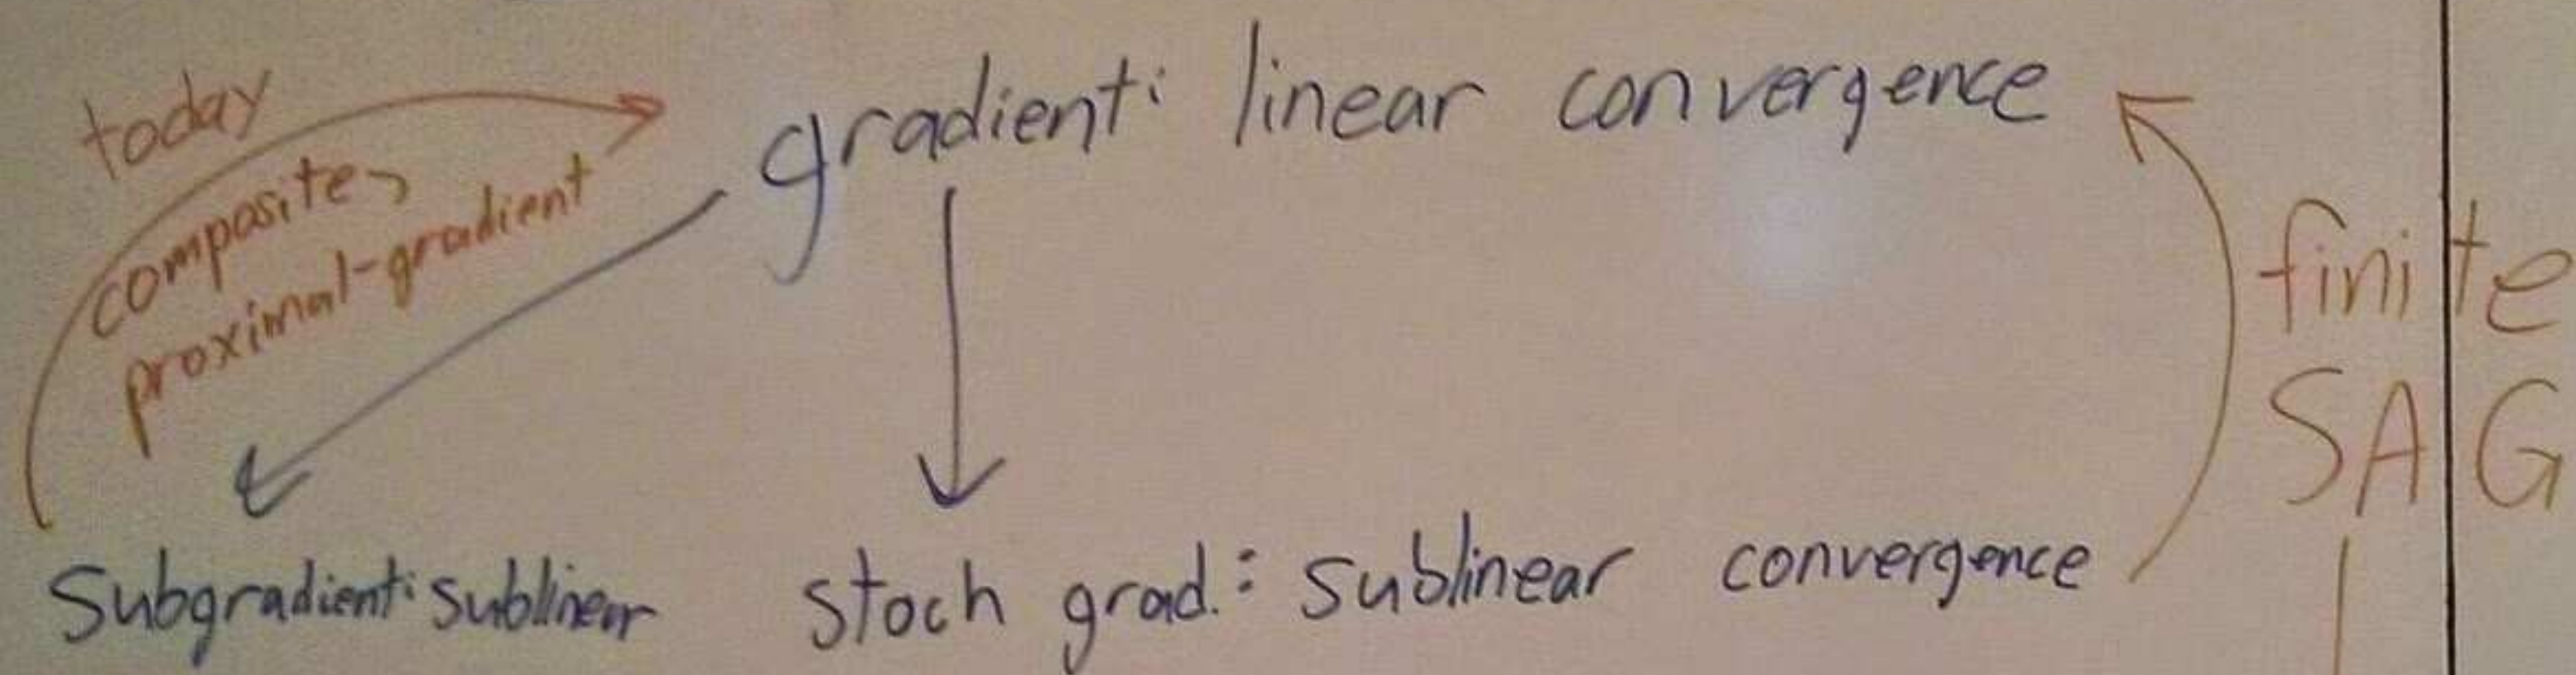 today
composite,
proximal-gradient
gradient: linear convergence
finite
SAG
Subgradient: sublinear
stoch grad.: sublinear convergence